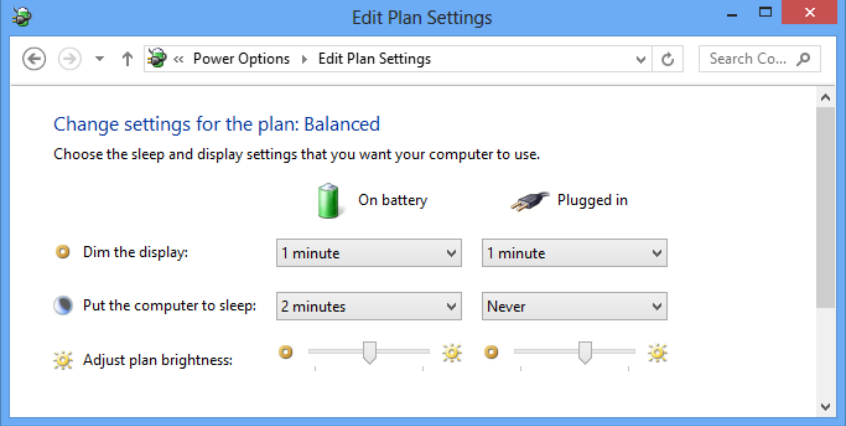 Edit Plan Settings
« Power Options Edit Plan Settings
Search Co...
Change settings for the plan: Balanced
Choose the sleep and display settings that you want your computer to use.
On battery Plugged in
Dim the display: 1 minute 1 minute
Put the computer to sleep: 2 minutes Never
Adjust plan brightness: